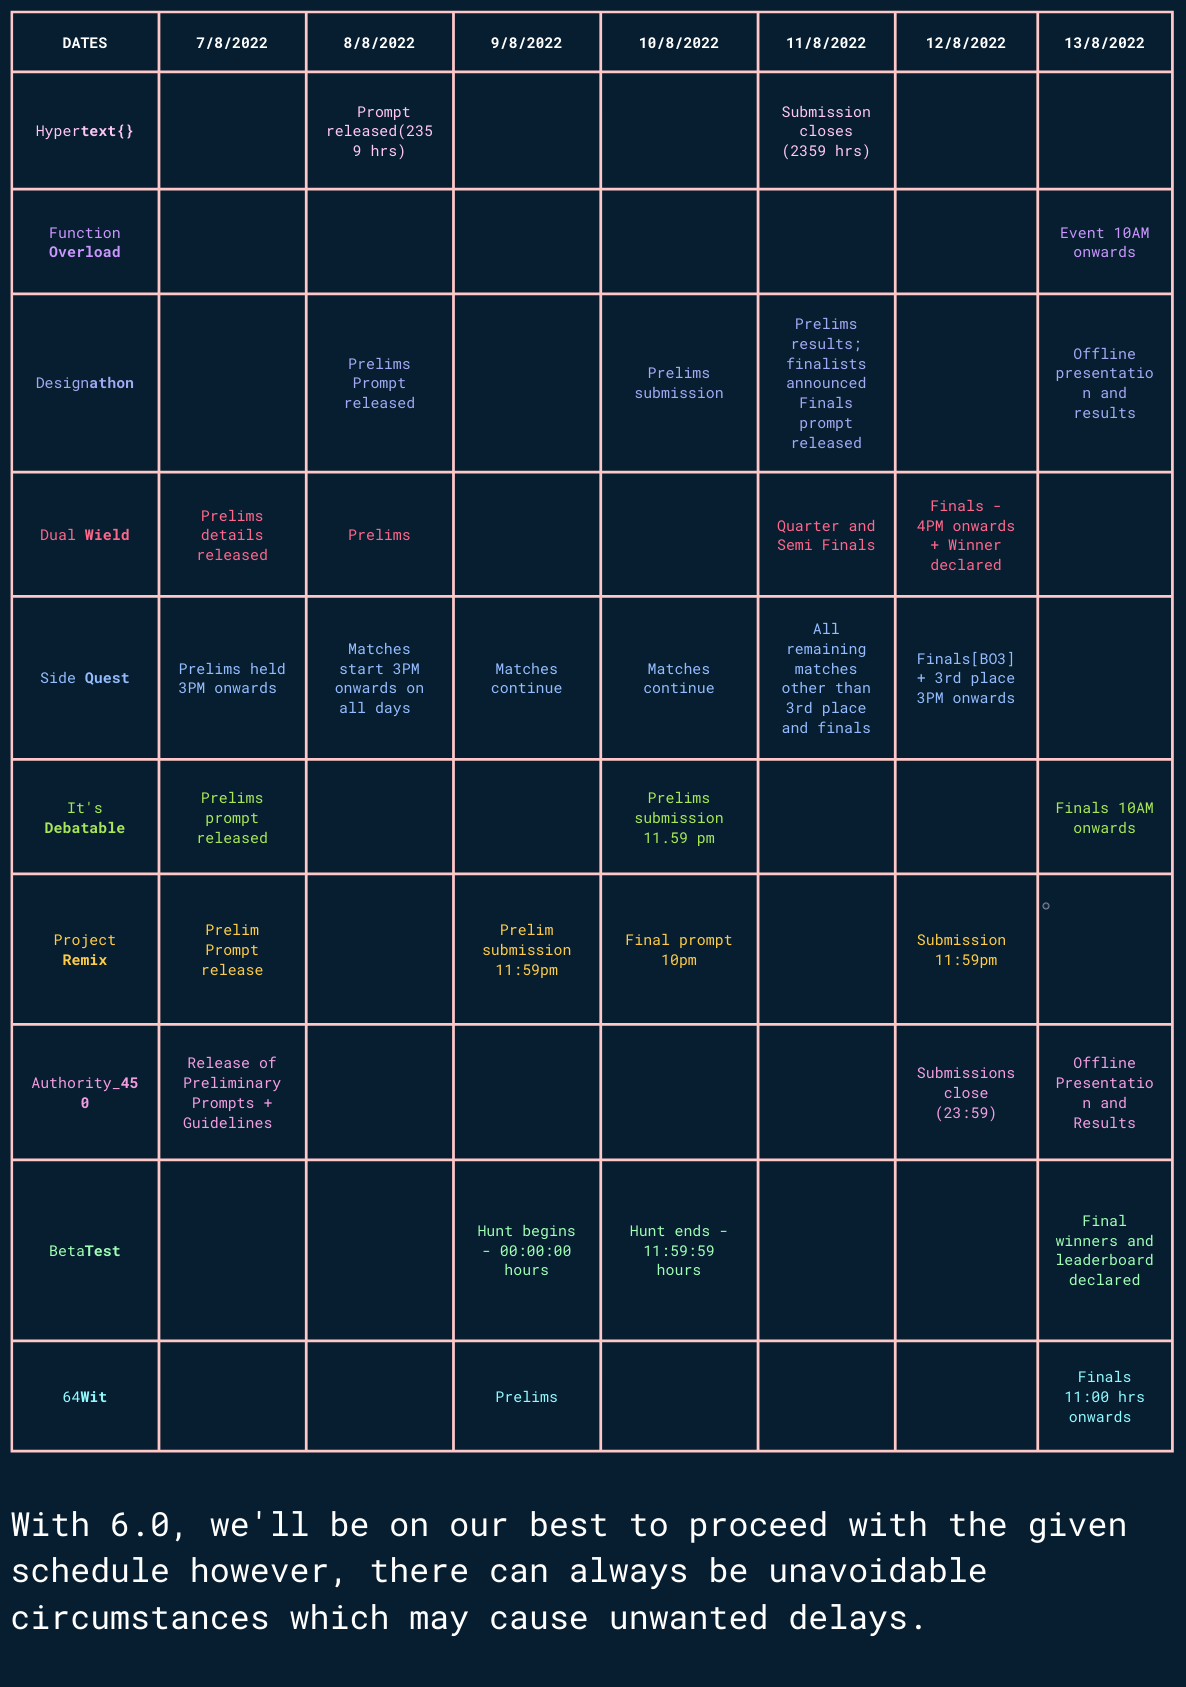 DATES 7/8/2022 8/8/2022 9/8/2022 10/8/2022 11/8/2022 12/8/2022 13/8/2022
Hypertext{}
Prompt
released(235
9 hrs)
Submission
closes
(2359 hrs)
Function
Overload
Event 10AM
onwards
Designathon
Prelims
Prompt
released
Prelims
submission
Prelims
results;
finalists
announced
Finals
prompt
released
Offline
presentatio
n and
results
Dual Wield
Prelims
details
released
Prelims
Quarter and
Semi Finals
Finals -
4PM onwards
+ Winner
declared
Side Quest
Prelims held
3PM onwards
Matches
start 3PM
onwards on
all days
Matches
continue
Matches
continue
All
remaining
matches
other than
3rd place
and finals
Finals[BO3]
+ 3rd place
3PM onwards
It's
Debatable
Prelims
prompt
released
Prelims
submission
11.59 pm
Finals 10AM
onwards
Project
Remix
Prelim
Prompt
release
Prelim
submission
11:59pm
Final prompt
10pm
Submission
11:59pm
Authority_45
0
Release of
Preliminary
Prompts +
Guidelines
Submissions
close
(23:59)
Offline
Presentatio
n and
Results
BetaTest
Hunt begins
- 00:00:00
hours
Hunt ends -
11:59:59
hours
Final
winners and
leaderboard
declared
64Wit
Prelims
Finals
11:00 hrs
onwards
With 6.0, we'll be on our best to proceed with the given
schedule however, there can always be unavoidable
circumstances which may cause unwanted delays.